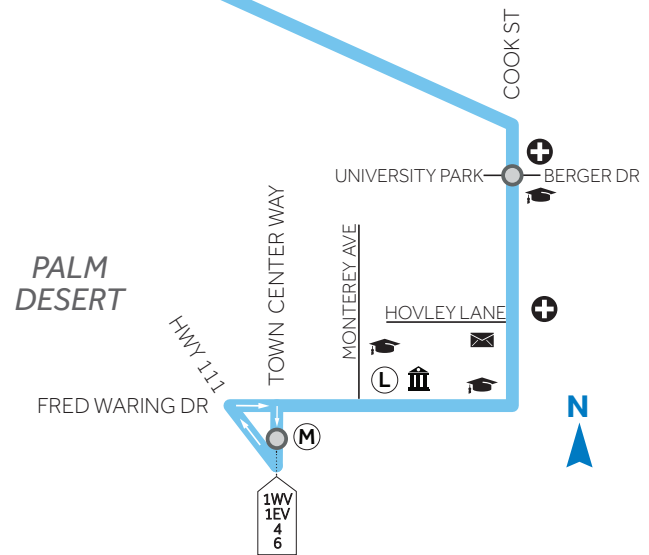 COOK ST
UNIVERSITY PARK
BERGER DR
TOWN CENTER WAY
MONTEREY AVE
PALM
DESERT
HOVLEY LANE
HWY 111
L
FRED WARING DR
N
M
1WV
1EV
4
6